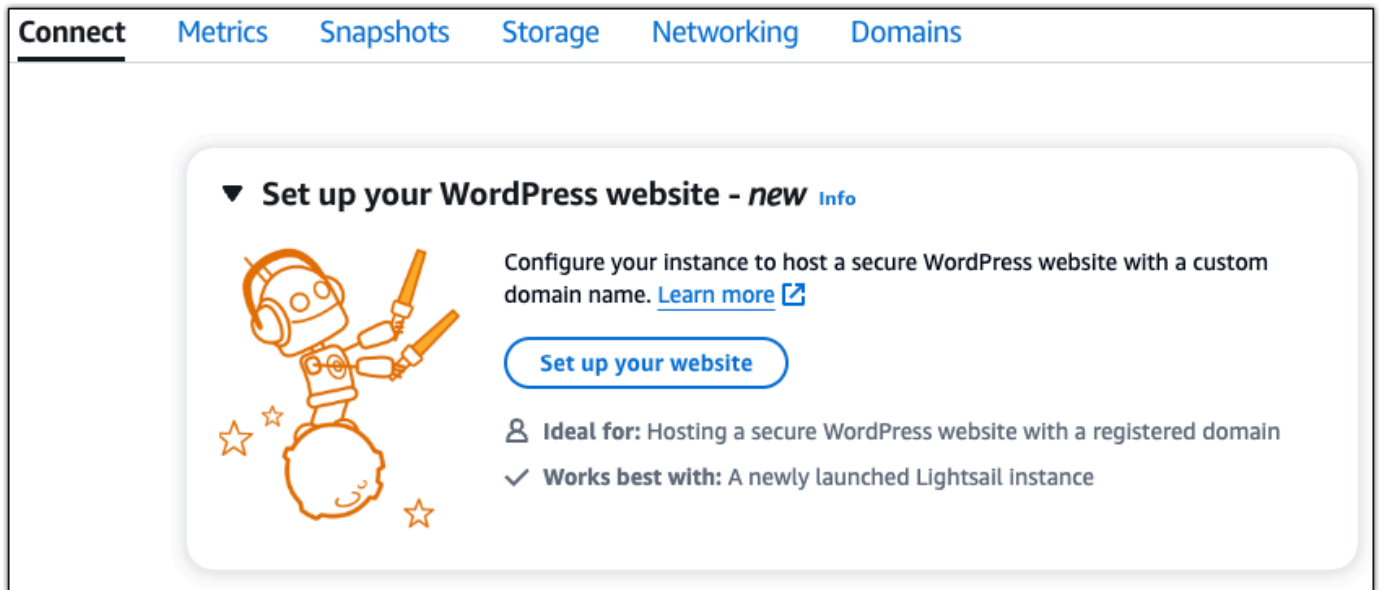 Connect Metrics Snapshots Storage Networking Domains
Set up your WordPress website - new Info
Configure your instance to host a secure WordPress website with a custom
domain name. Learn more
Set up your website
Ideal for: Hosting a secure WordPress website with a registered domain
Works best with: A newly launched Lightsail instance